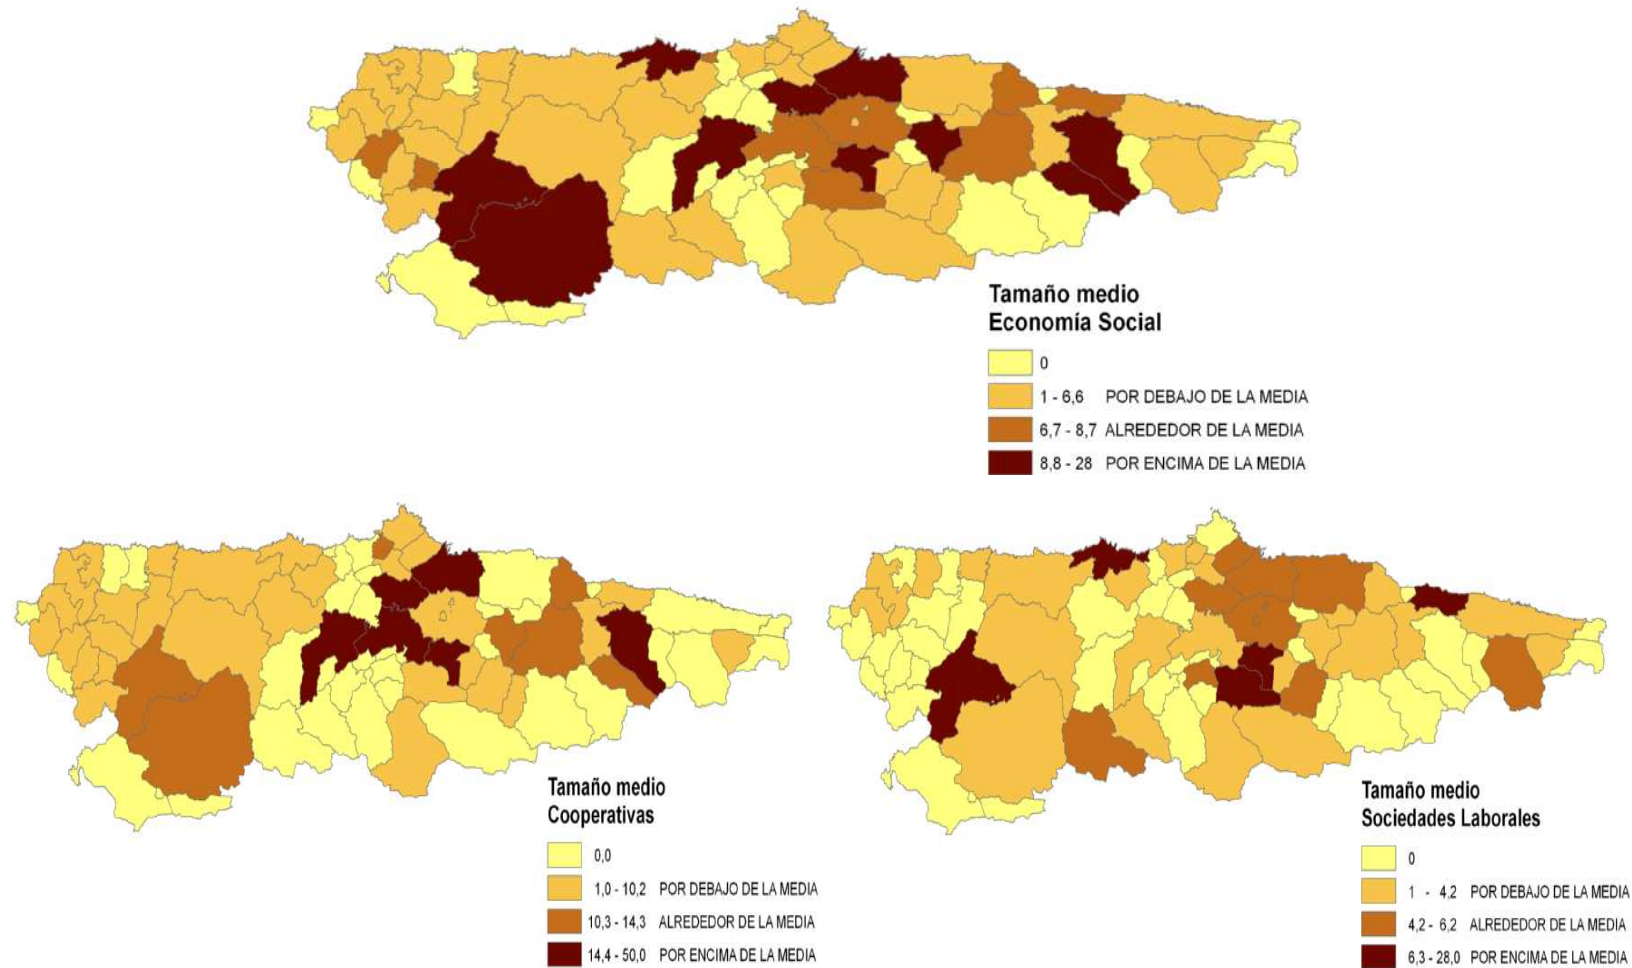 Tamaño medio
Economía Social
0
1 - 6,6 POR DEBAJO DE LA MEDIA
6,7 - 8,7 ALREDEDOR DE LA MEDIA
8,8 - 28 POR ENCIMA DE LA MEDIA
Tamaño medio
Cooperativas
0,0
1,0 - 10,2 POR DEBAJO DE LA MEDIA
10,3 - 14,3 ALREDEDOR DE LA MEDIA
14,4 - 50,0 POR ENCIMA DE LA MEDIA
Tamaño medio
Sociedades Laborales
0
1 - 4,2 POR DEBAJO DE LA MEDIA
4,2 - 6,2 ALREDEDOR DE LA MEDIA
6,3 - 28,0 POR ENCIMA DE LA MEDIA